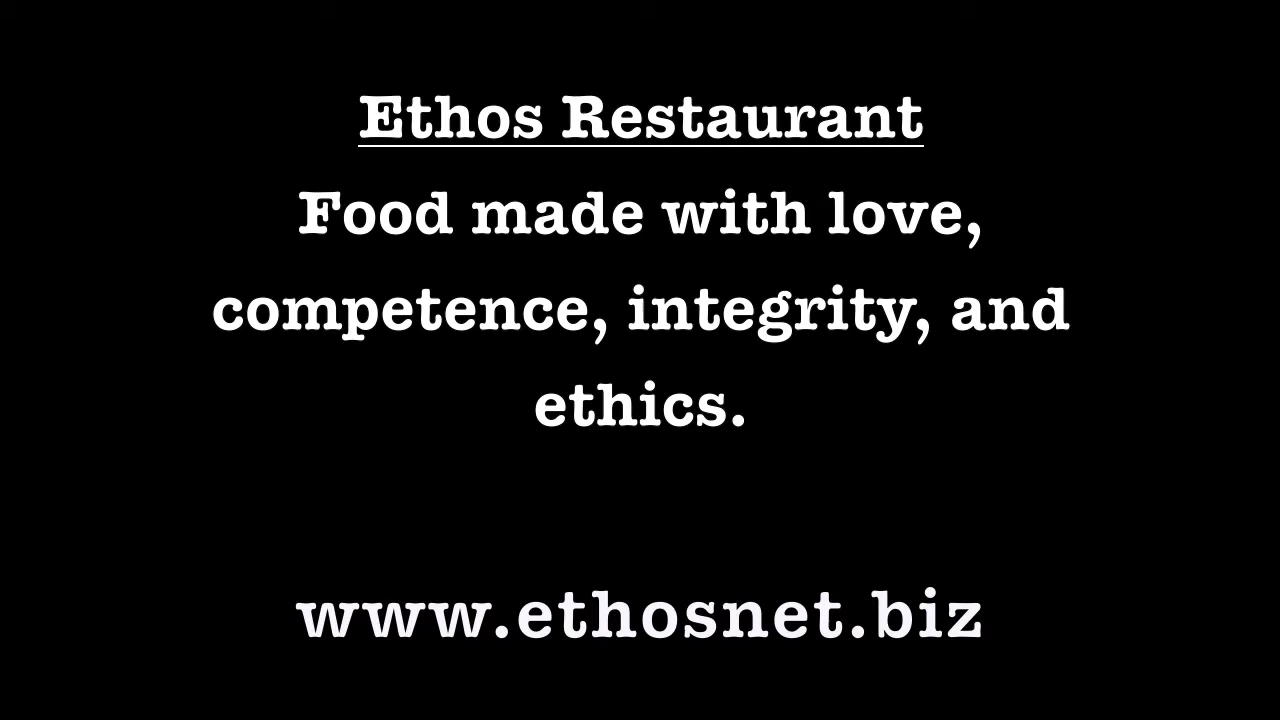 Ethos Restaurant
Food made with love,
competence, integrity, and
ethics.
www.ethosnet.biz